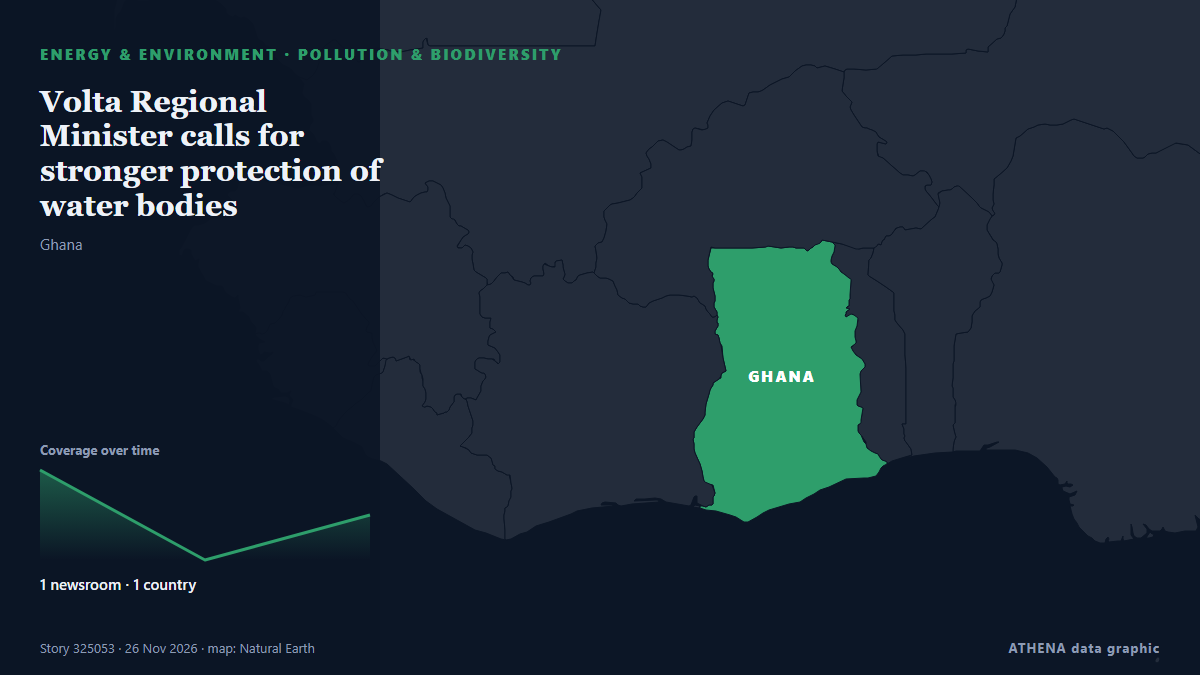 ENERGY & ENVIRONMENT · POLLUTION & BIODIVERSITY
Volta Regional
Minister calls for
stronger protection of
water bodies
Ghana
GHANA
Coverage over time
1 newsroom · 1 country
Story 325053 · 26 Nov 2026 · map: Natural Earth
ATHENA data graphic